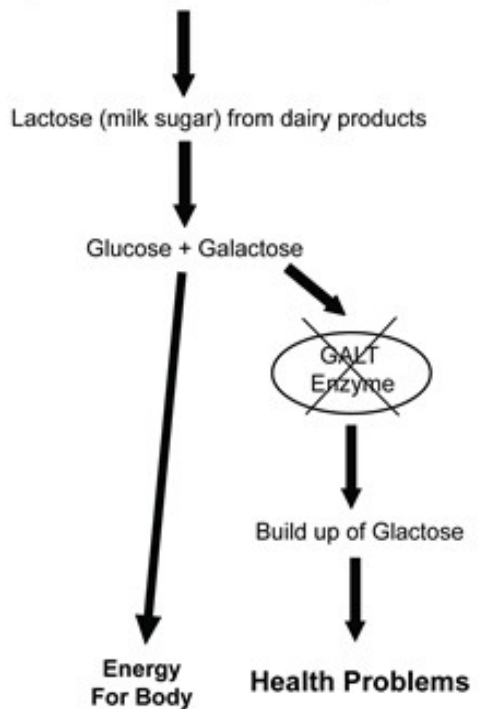 Lactose (milk sugar) from dairy products
Glucose + Galactose
GALT
Enzyme
Build up of Glactose
Energy
For Body
Health Problems